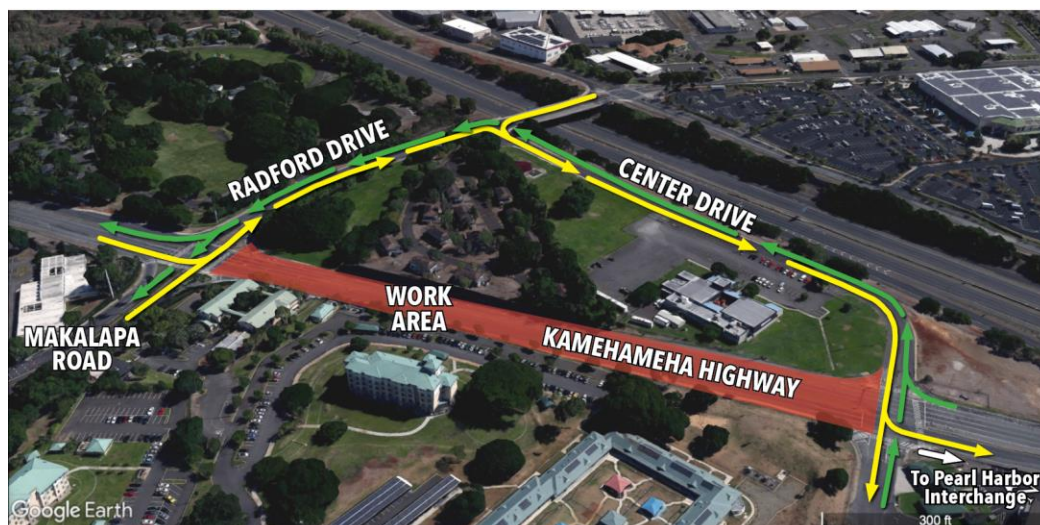 RADFORD DRIVE
CENTER DRIVE
MAKALAPA
ROAD
WORK
AREA
KAMEHAMEHA HIGHWAY
To Pearl Harbor
Interchange
Google Earth
300 ft